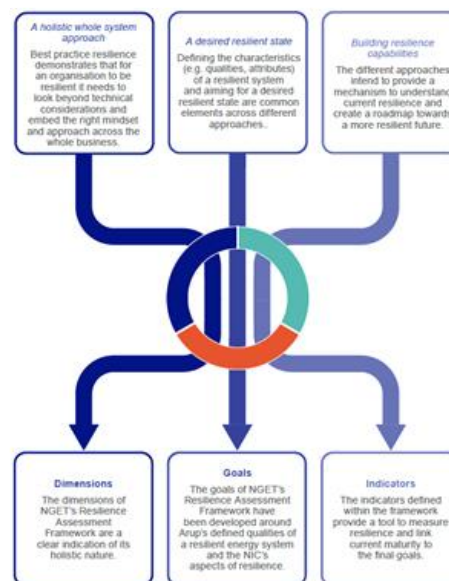 A holistic whole system
approach
Best practice resilience
demonstrates that for
an organisation to be
resilient it needs to
look beyond technical
considerations and
embed the right mindset
and approach across the
whole business.
A desired resilient state
Defining the characteristics
(e.g. qualities, attributes)
of a resilient system
and aiming for a desired
resilient state are common
elements across different
approaches..
Building resilience
capabilities
The different approaches
intend to provide a
mechanism to understand
current resilience and
create a roadmap towards
a more resilient future.
Dimensions
The dimensions of
NGET's Resilience
Assessment
Framework are a
clear indication of its
holistic nature.
Goals
The goals of NGET's
Resilience Assessment
Framework have
been developed around
Arup's defined qualities of
a resilient energy system
and the NIC's
aspects of resilience.
Indicators
The indicators defined
within the framework
provide a tool to measure
resilience and link
current maturity to
the final goals.